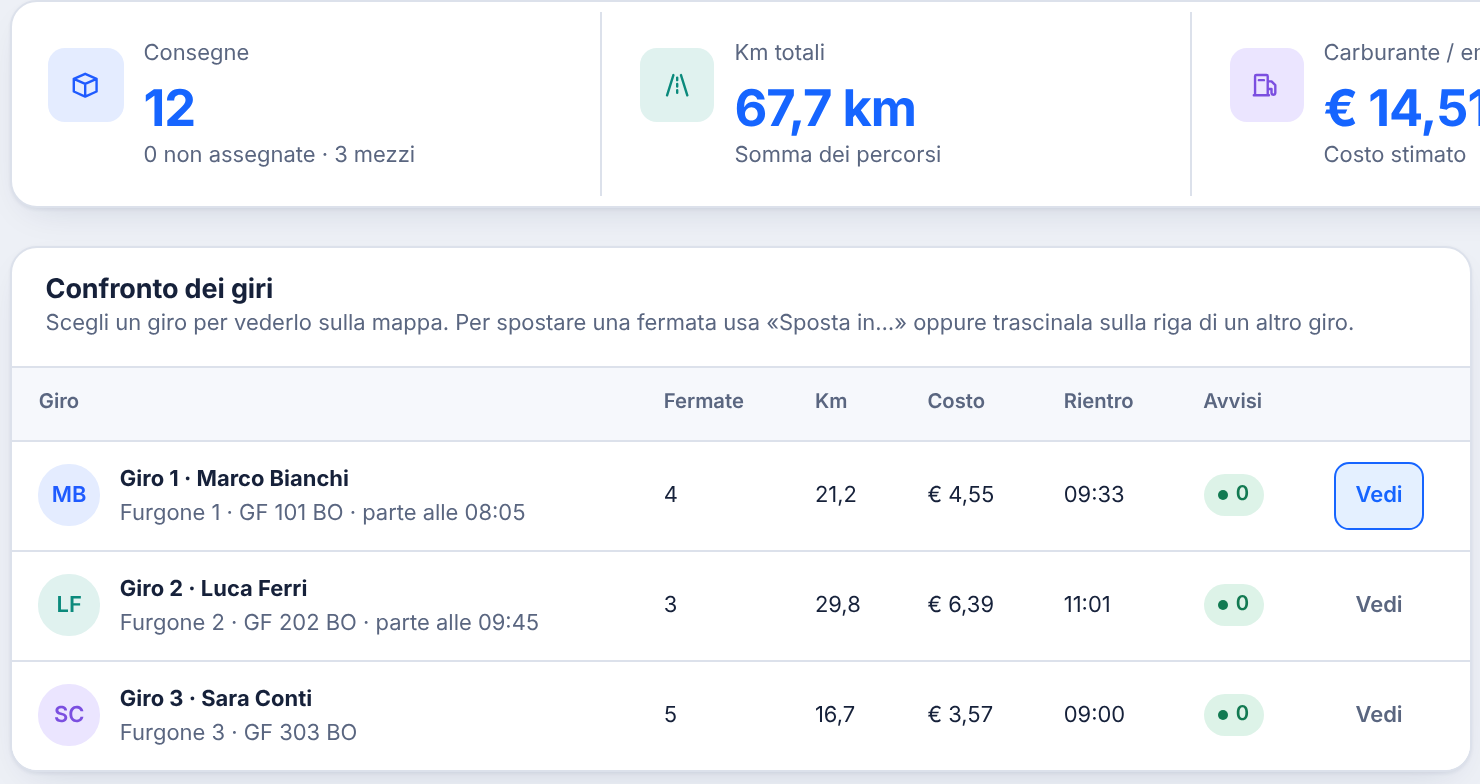 Consegne
12
0 non assegnate · 3 mezzi
Km totali
67,7 km
Somma dei percorsi
Carburante /
€ 14,51
Costo stimato
Confronto dei giri
Scegli un giro per vederlo sulla mappa. Per spostare una fermata usa «Sposta in...» oppure trascinala sulla riga di un altro giro.
Giro Fermate Km Costo Rientro Avvisi
MB Giro 1 · Marco Bianchi 4 21,2 € 4,55 09:33 0 Vedi
Furgone 1 · GF 101 BO · parte alle 08:05
LF Giro 2 · Luca Ferri 3 29,8 € 6,39 11:01 0 Vedi
Furgone 2 · GF 202 BO · parte alle 09:45
SC Giro 3 · Sara Conti 5 16,7 € 3,57 09:00 0 Vedi
Furgone 3 · GF 303 BO